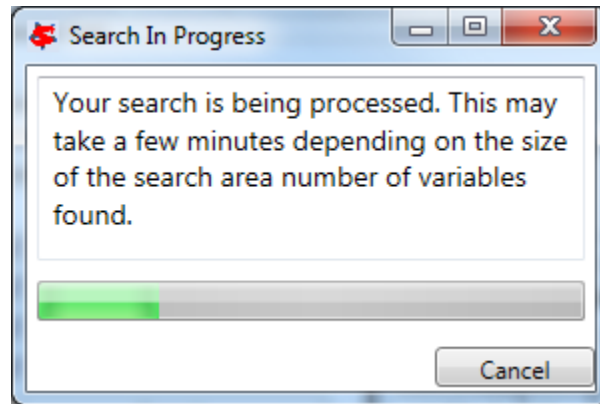 Search In Progress
Your search is being processed. This may
take a few minutes depending on the size
of the search area number of variables
found.
Cancel